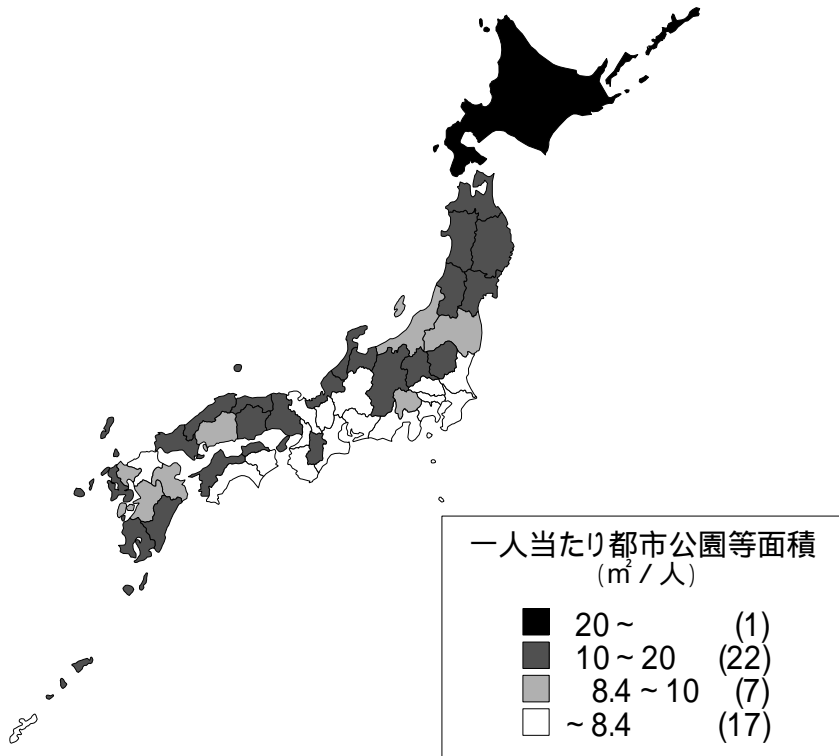 一人当たり都市公園等面積
(㎡ / 人)
20 ~ (1)
10 ~ 20 (22)
8.4 ~ 10 (7)
~ 8.4 (17)